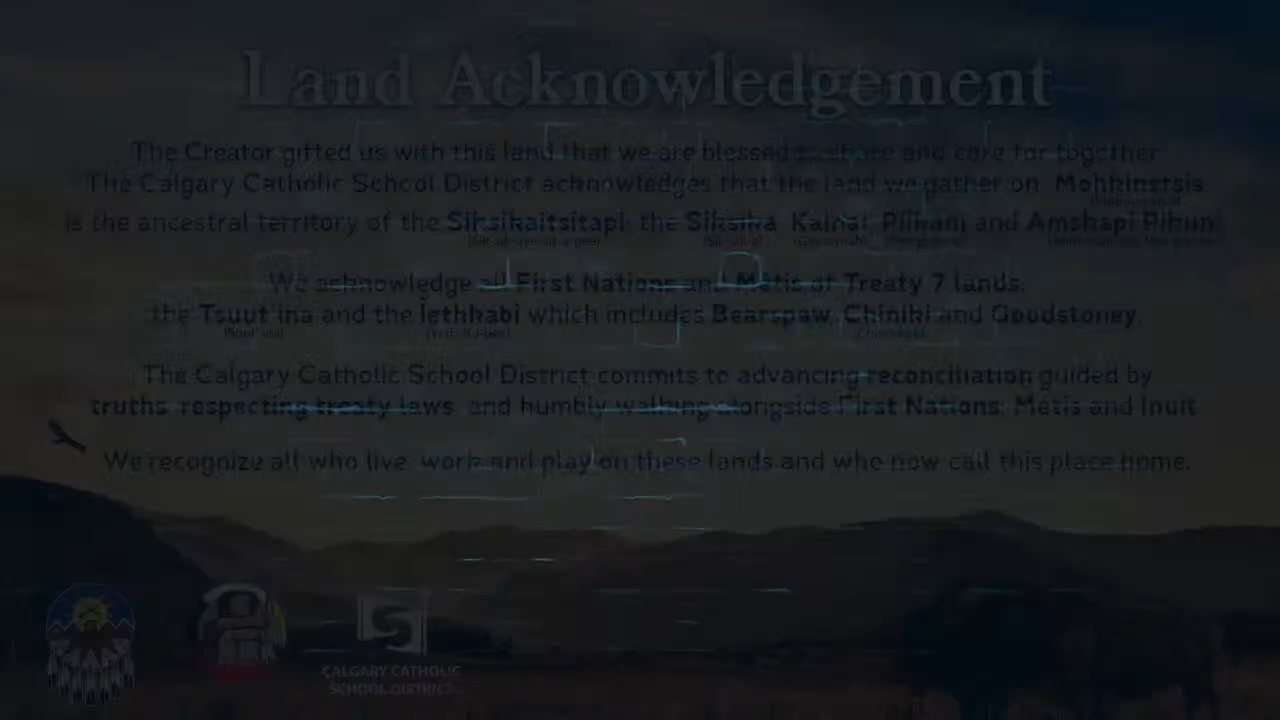 Land Acknowledgement
The Creator gifted us with this land that we are blessed to share and care for together
The Calgary Catholic School District acknowledges that the land we gather on Mohkinstsis
is the ancestral territory of the Siksikaitsitapi: the Siksika Kainai Piikani and Amskapi Pikuni
We acknowledge all First Nations and Métis of Treaty 7 lands:
the Tsuut'ina and the Îethkabi which includes Bearspaw, Chiniki and Goodstoney.
The Calgary Catholic School District commits to advancing reconciliation guided by
truths, respecting treaty laws, and humbly walking alongside First Nations, Métis and Inuit
We recognize all who live, work and play on these lands and who now call this place home.
CALGARY CATHOLIC
SCHOOL DISTRICT